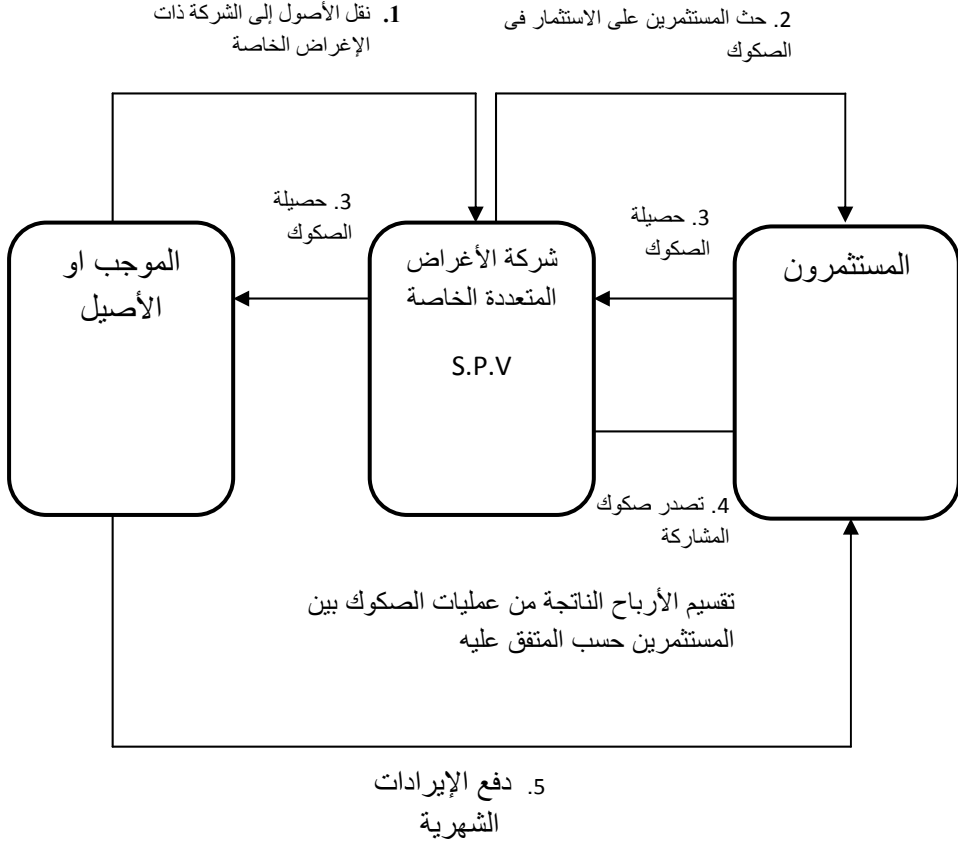 1. نقل الأصول إلى الشركة ذات
الإغراض الخاصة
2. حث المستثمرين على الاستثمار فى
الصكوك
3. حصيلة
الصكوك
3. حصيلة
الصكوك
الموجب او
الأصيل
شركة الأغراض
المتعددة الخاصة
S.P.V
المستثمرون
4. تصدر صكوك
المشاركة
تقسيم الأرباح الناتجة من عمليات الصكوك بين
المستثمرين حسب المتفق عليه
5. دفع الإيرادات
الشهرية